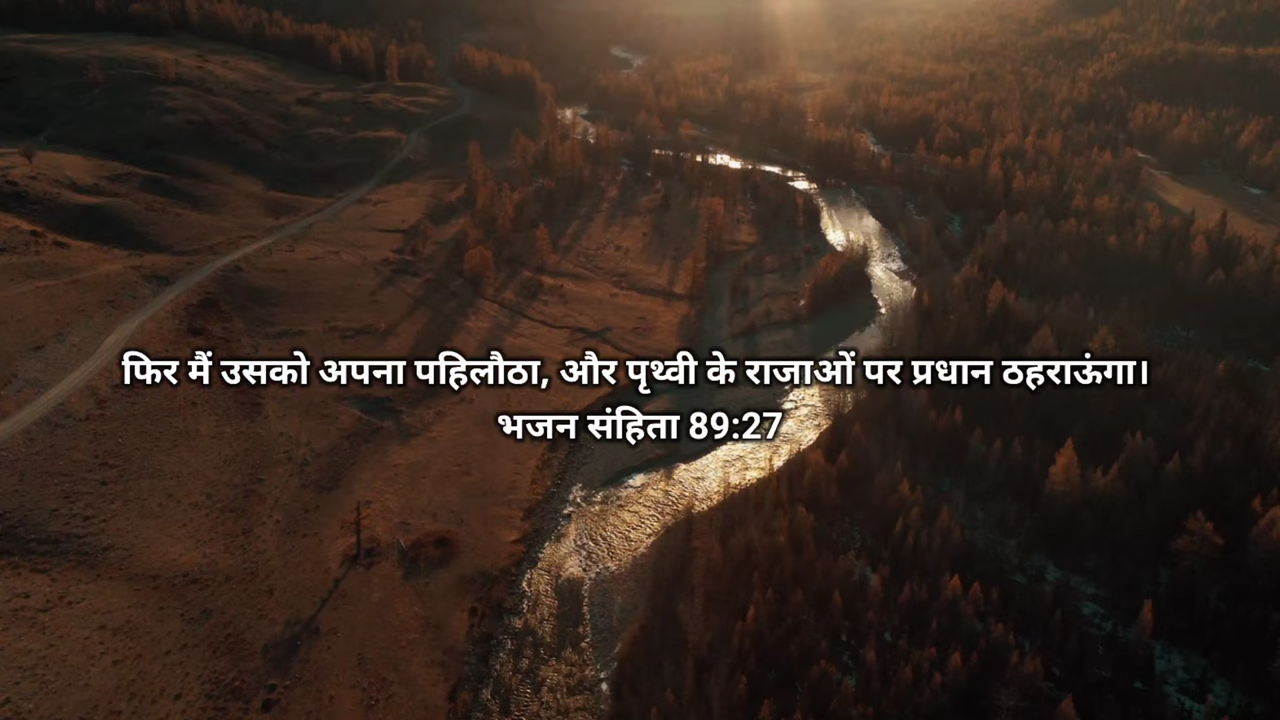 फिर मैं उसको अपना पहिलौठा, और पृथ्वी के राजाओं पर प्रधान ठहराऊंगा।
भजन संहिता 89:27